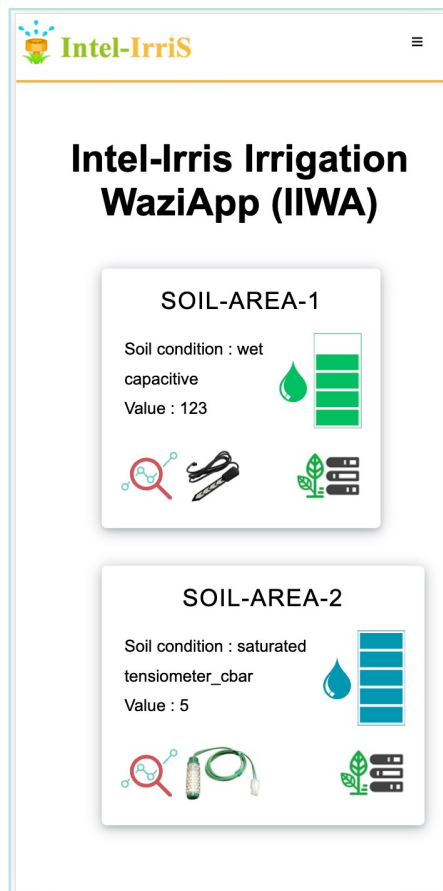 Intel-IrriS
Intel-Irris Irrigation
WaziApp (IIWA)
SOIL-AREA-1
Soil condition : wet
capacitive
Value : 123
SOIL-AREA-2
Soil condition : saturated
tensiometer_cbar
Value : 5